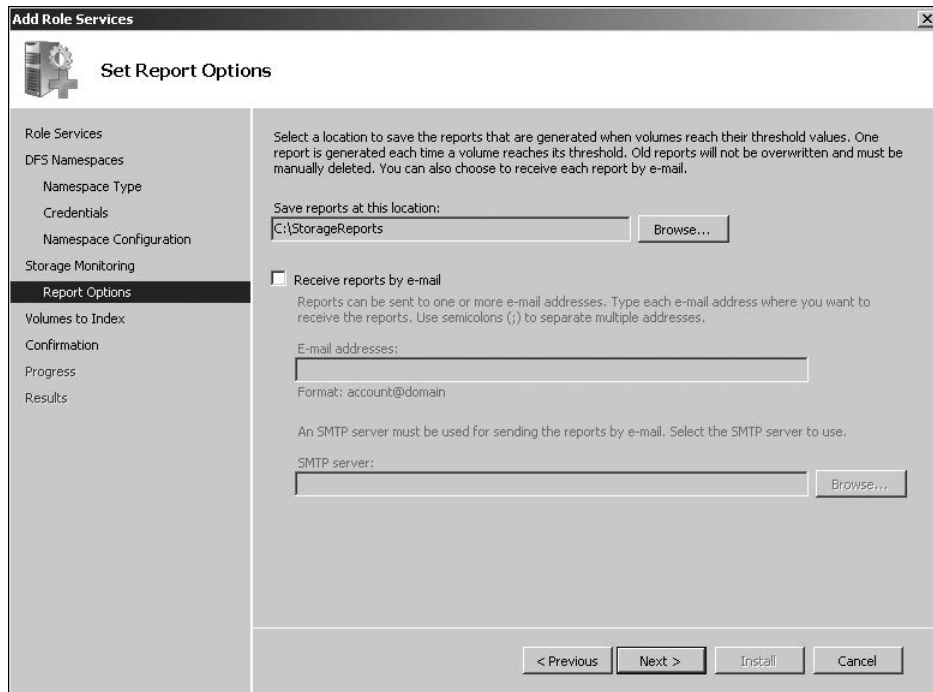 Add Role Services
Set Report Options
Role Services
DFS Namespaces
Namespace Type
Credentials
Namespace Configuration
Storage Monitoring
Report Options
Volumes to Index
Confirmation
Progress
Results
Select a location to save the reports that are generated when volumes reach their threshold values. One
report is generated each time a volume reaches its threshold. Old reports will not be overwritten and must be
manually deleted. You can also choose to receive each report by e-mail.
Save reports at this location:
C:\StorageReports
Browse...
Receive reports by e-mail
Reports can be sent to one or more e-mail addresses. Type each e-mail address where you want to
receive the reports. Use semicolons (;) to separate multiple addresses.
E-mail addresses:
Format: account@domain
An SMTP server must be used for sending the reports by e-mail. Select the SMTP server to use.
SMTP server:
Browse...
< Previous
Next >
Install
Cancel